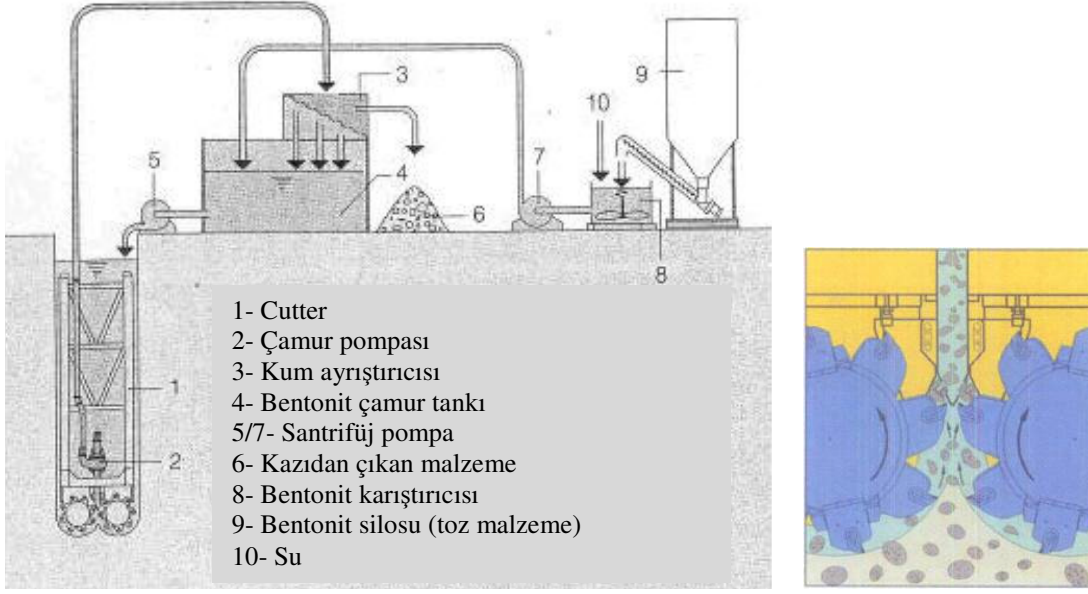 3
9
10
5
7
4
6
8
1
2
1- Cutter
2- Çamur pompası
3- Kum ayrıştırıcısı
4- Bentonit çamur tankı
5/7- Santrifüj pompa
6- Kazıdan çıkan malzeme
8- Bentonit karıştırıcısı
9- Bentonit silosu (toz malzeme)
10- Su